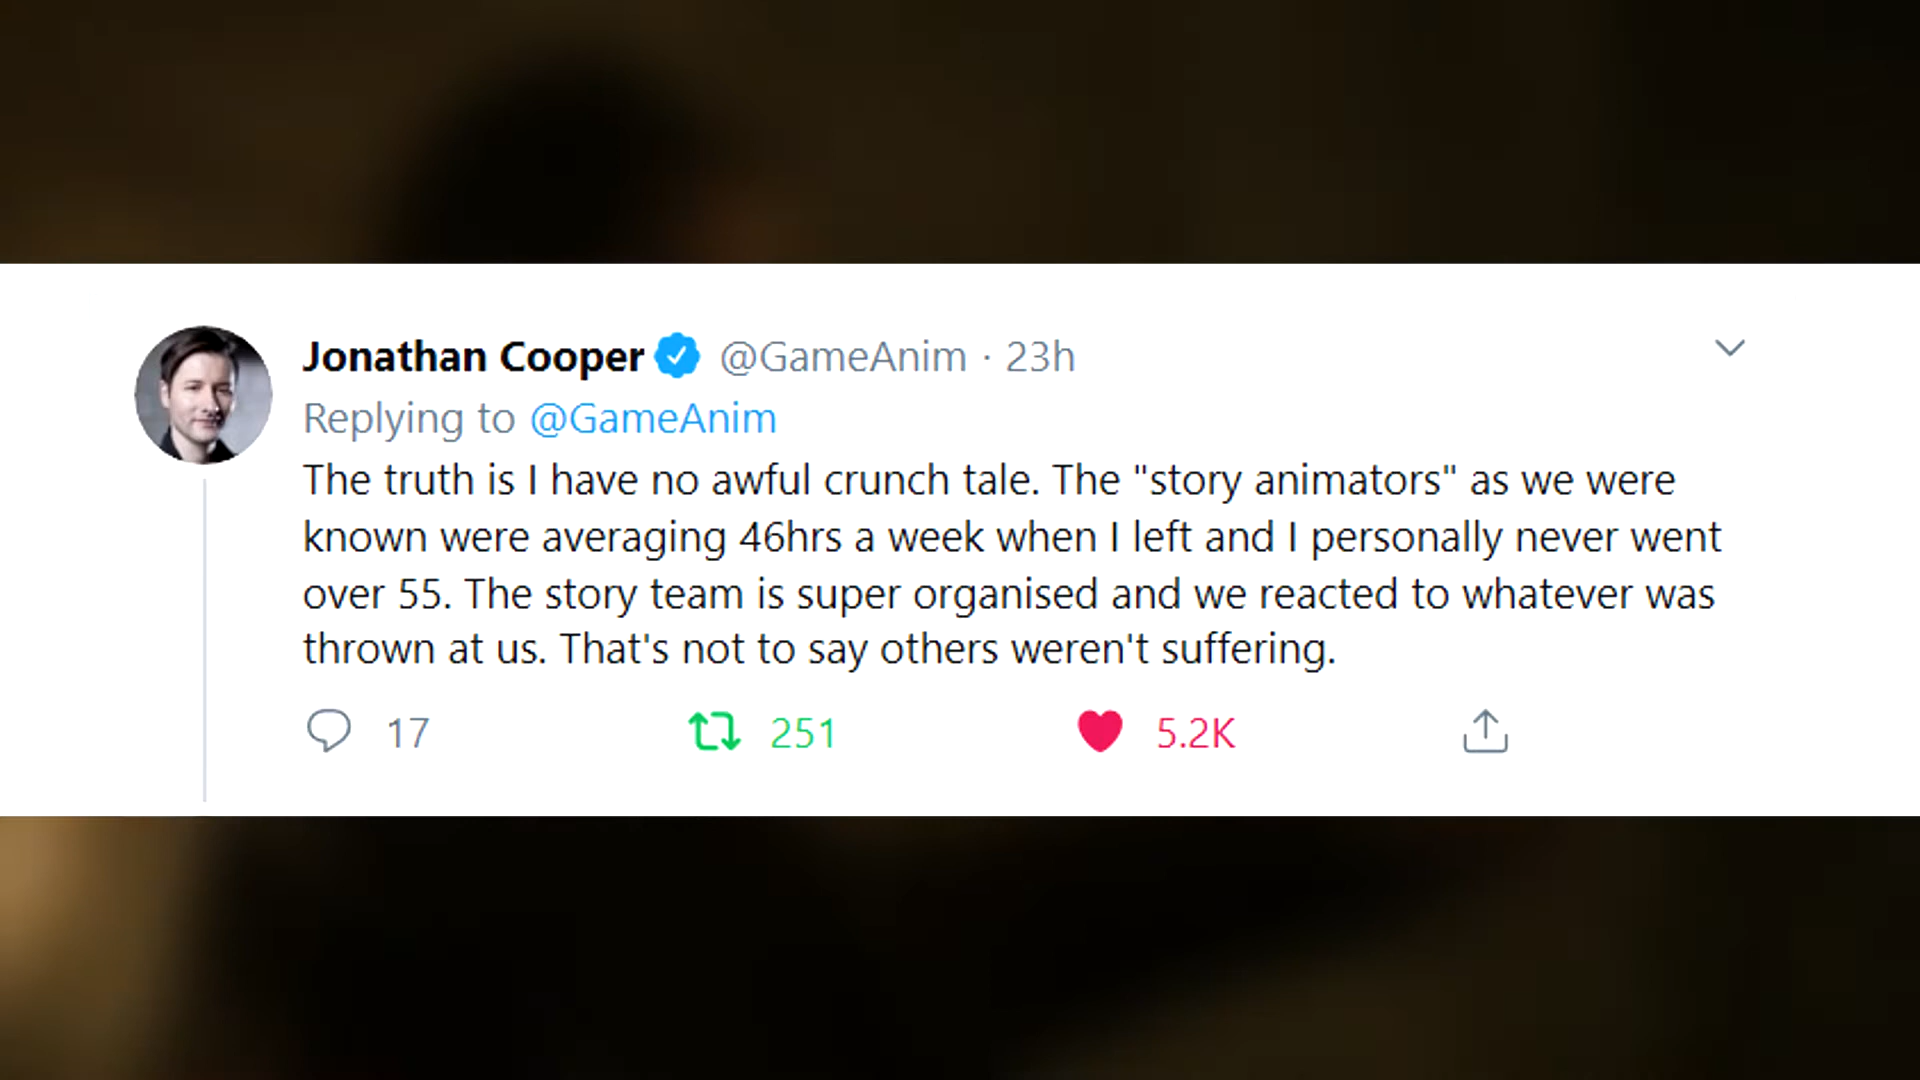 Jonathan Cooper @GameAnim · 23h
Replying to @GameAnim
The truth is I have no awful crunch tale. The "story animators" as we were
known were averaging 46hrs a week when I left and I personally never went
over 55. The story team is super organised and we reacted to whatever was
thrown at us. That's not to say others weren't suffering.
17 251 5.2K